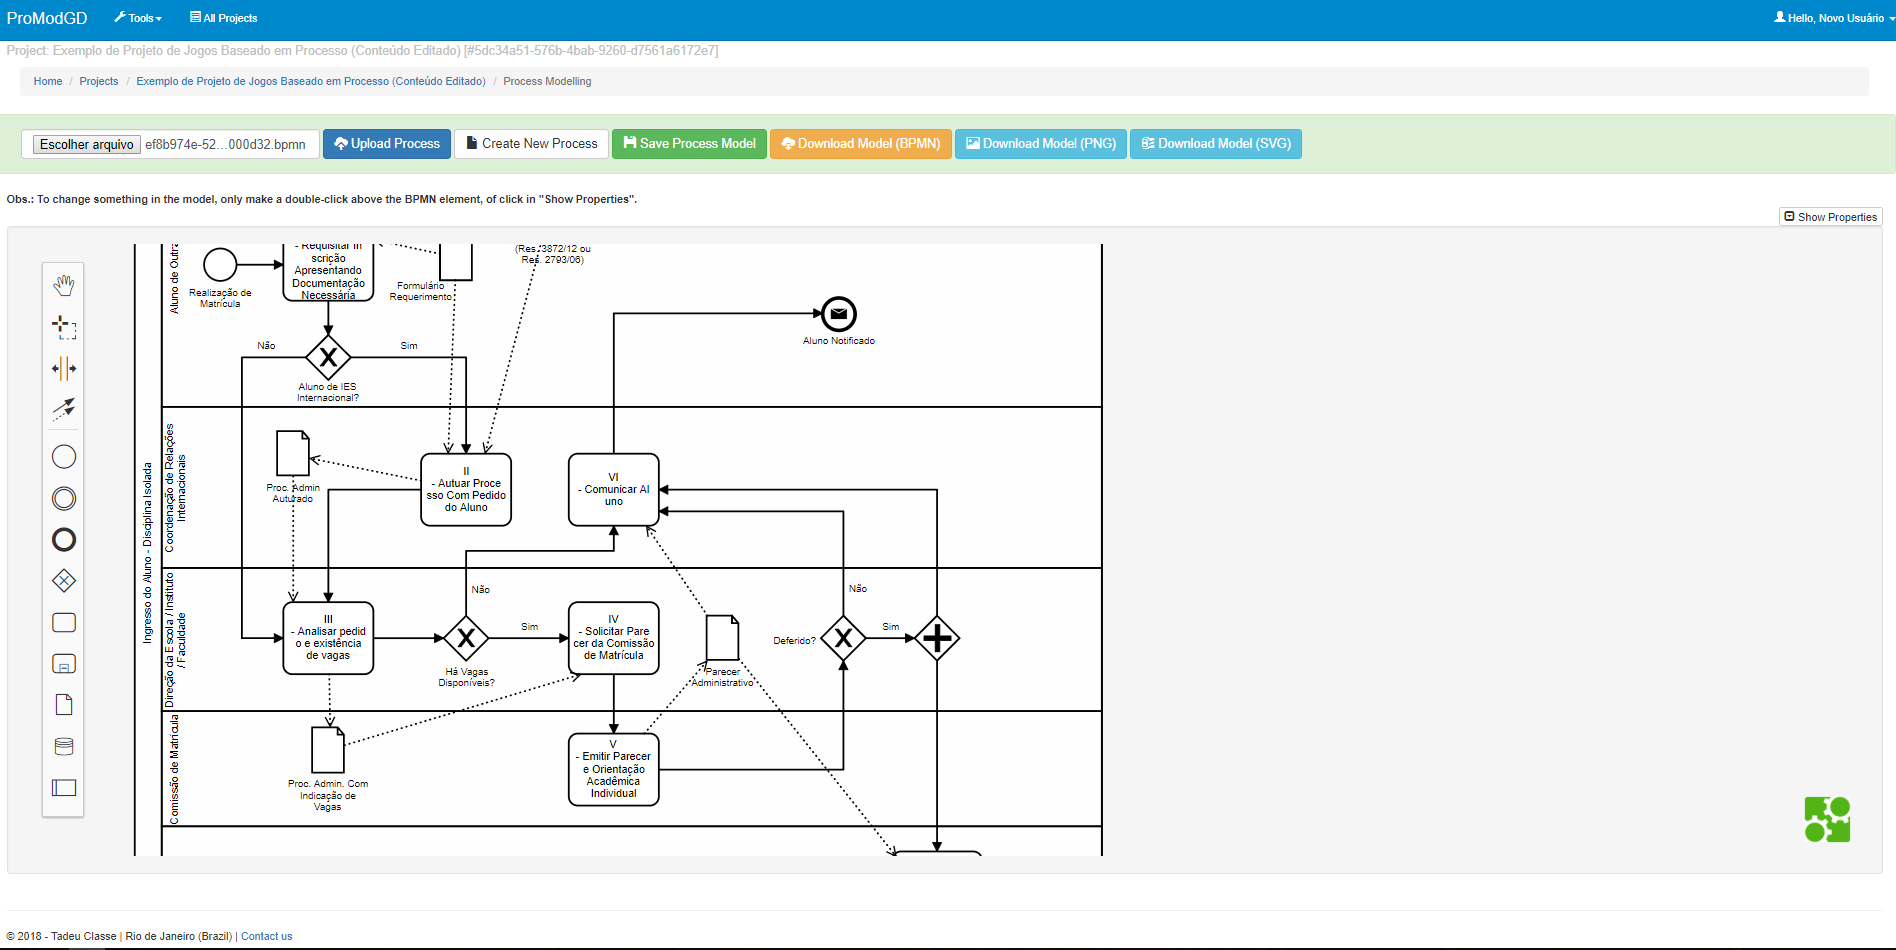 ProModGD Tools All Projects Hello, Novo Usuário
Project: Exemplo de Projeto de Jogos Baseado em Processo (Conteúdo Editado) [#5dc34a51-576b-4bab-9260-d7561a6172e7]
Home / Projects / Exemplo de Projeto de Jogos Baseado em Processo (Conteúdo Editado) / Process Modelling
Escolher arquivo ef8b974e-52...000d32.bpmn Upload Process Create New Process Save Process Model Download Model (BPMN) Download Model (PNG) Download Model (SVG)
Obs.: To change something in the model, only make a double-click above the BPMN element, of click in "Show Properties".
Show Properties
Ingresso do Aluno - Disciplina Isolada
Aluno de Outra
Realização de
Matrícula
- Requisitar In
scrição
Apresentando
Documentação
Necessária
Formulário
Requerimento
(Res. 3872/12 ou
Res. 2793/06)
Aluno Notificado
Não
Sim
Aluno de IES
Internacional?
Coordenação de Relações
Internacionais
Proc. Admin
Auturado
II
- Autuar Proce
sso Com Pedido
do Aluno
VI
- Comunicar Al
uno
Direção da Escola / Instituto
/ Faculdade
III
- Analisar pedid
o e existência
de vagas
Não
Sim
Há Vagas
Disponíveis?
IV
- Solicitar Pare
cer da Comissão
de Matrícula
Parecer
Administrativo
Deferido?
Não
Sim
Comissão de Matrícula
Proc. Admin. Com
Indicação de
Vagas
V
- Emitir Parecer
e Orientação
Acadêmica
Individual
© 2018 - Tadeu Classe | Rio de Janeiro (Brazil) | Contact us